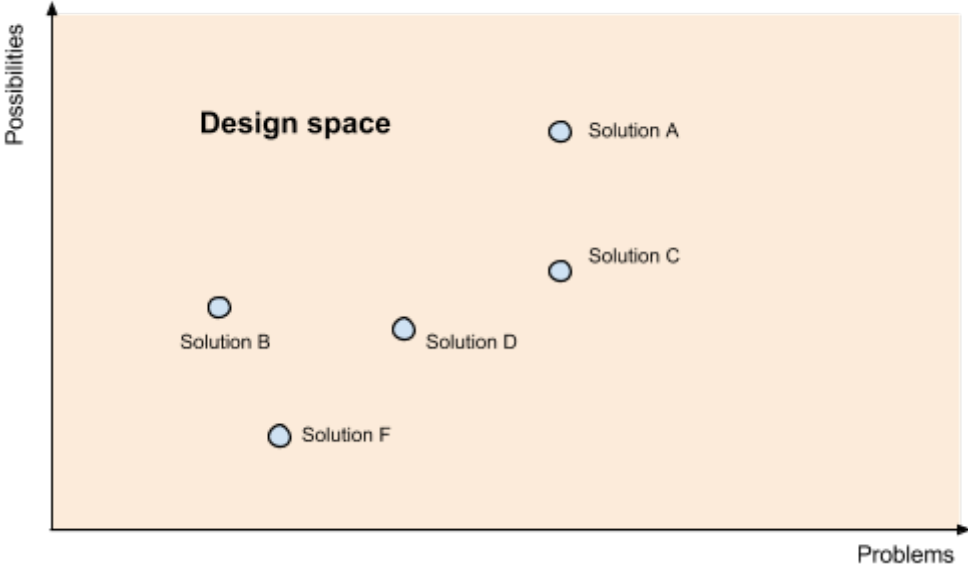 Possibilities
Design space
Solution A
Solution C
Solution B
Solution D
Solution F
Problems